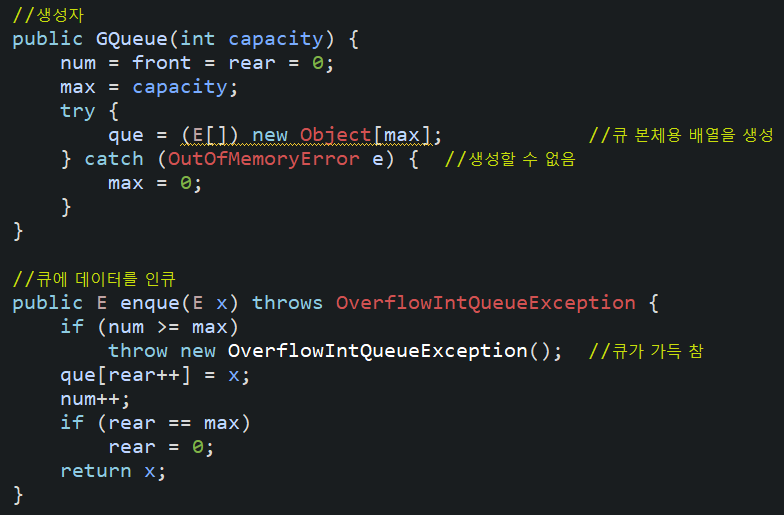 //생성자
public GQueue(int capacity) {
    num = front = rear = 0;
    max = capacity;
    try {
        que = (E[]) new Object[max];            //큐 본체용 배열을 생성
    } catch (OutOfMemoryError e) {  //생성할 수 없음
        max = 0;
    }
}

//큐에 데이터를 인큐
public E enque(E x) throws OverflowIntQueueException {
    if (num >= max)
        throw new OverflowIntQueueException();  //큐가 가득 참
    que[rear++] = x;
    num++;
    if (rear == max)
        rear = 0;
    return x;
}